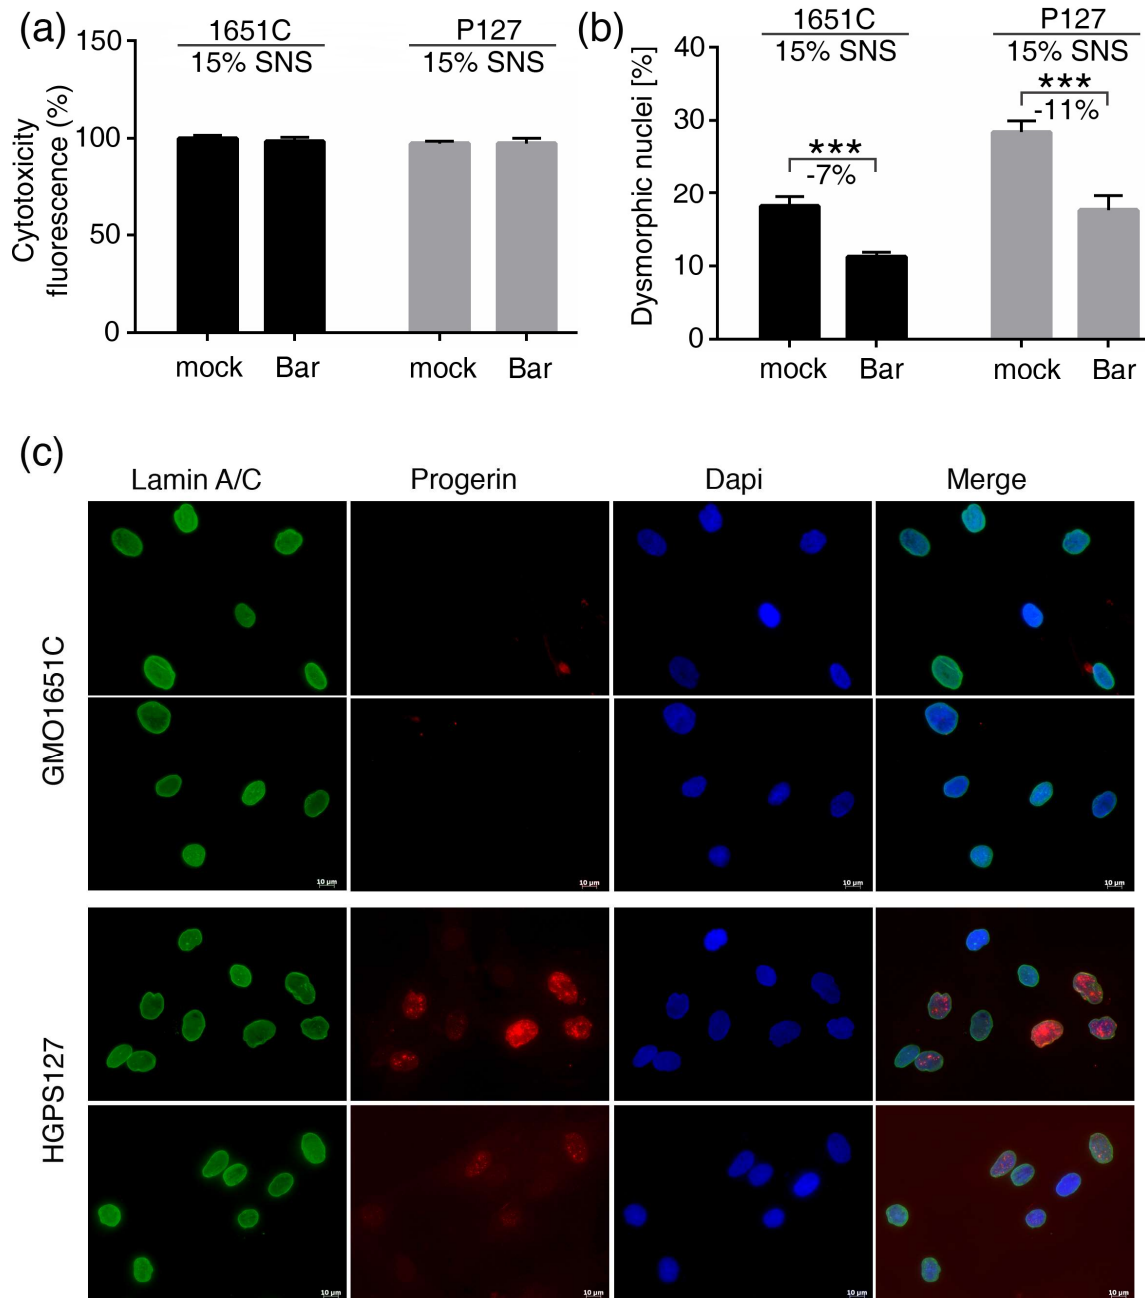 (a)
1651C
15% SNS
P127
15% SNS
Cytotoxicity
fluorescence (%)
150
100
50
0
mock
Bar
mock
Bar
(b)
1651C
15% SNS
P127
15% SNS
Dysmorphic nuclei [%]
40
30
20
10
0
***
-7%
***
-11%
mock
Bar
mock
Bar
(c)
Lamin A/C
Progerin
Dapi
Merge
GMO1651C
10 µm
10 µm
10 µm
10 µm
HGPS127
10 µm
10 µm
10 µm
10 µm